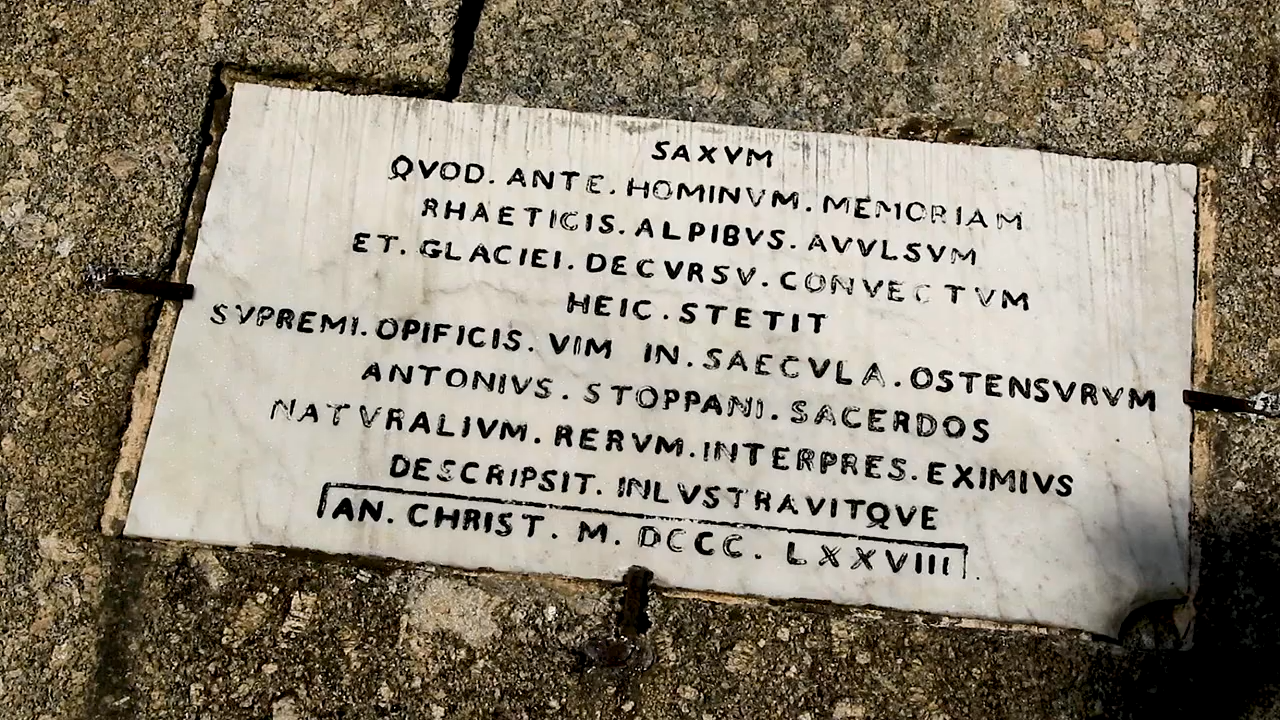 SAXVM
QVOD. ANTE. HOMINVM. MEMORIAM
RHAETICIS. ALPIBVS. AVVLSVM
ET. GLACIEI. DECVRSV. CONVECTVM
HEIC. STETIT
SVPREMI. OPIFICIS. VIM IN. SAECVLA. OSTENSVRVM
ANTONIVS. STOPPANI. SACERDOS
NATVRALIVM. RERVM. INTERPRES. EXIMIVS
DESCRIPSIT. INLVSTRAVITQVE
AN. CHRIST. M. DCCC. LXXVIII.